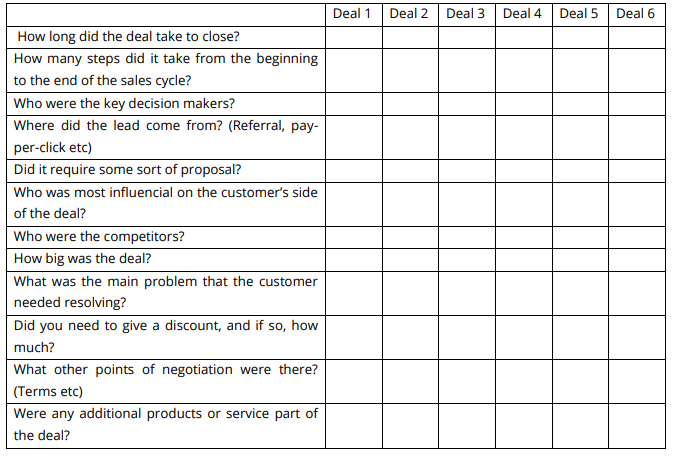 Deal 1 Deal 2 Deal 3 Deal 4 Deal 5 Deal 6
How long did the deal take to close?
How many steps did it take from the beginning
to the end of the sales cycle?
Who were the key decision makers?
Where did the lead come from? (Referral, pay-
per-click etc)
Did it require some sort of proposal?
Who was most influencial on the customer's side
of the deal?
Who were the competitors?
How big was the deal?
What was the main problem that the customer
needed resolving?
Did you need to give a discount, and if so, how
much?
What other points of negotiation were there?
(Terms etc)
Were any additional products or service part of
the deal?